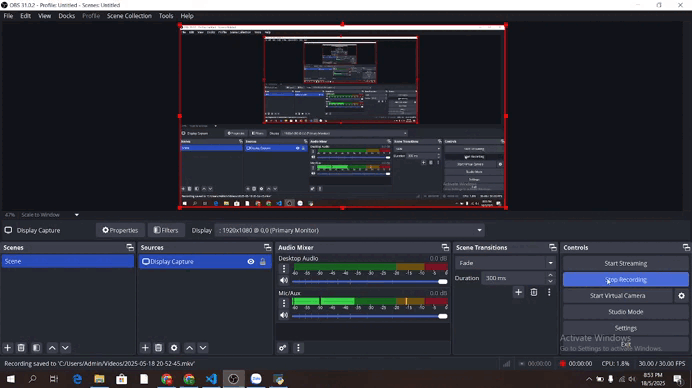 OBS 31.0.2 - Profile: Untitled - Scenes: Untitled
File Edit View Docks Profile Scene Collection Tools Help
47% Scale to Window
Display Capture Properties Filters Display : 1920x1080 @ 0,0 (Primary Monitor)
Scenes Sources Audio Mixer Scene Transitions Controls
Scene
Display Capture
Desktop Audio 0.0 dB
-60 -55 -50 -45 -40 -35 -30 -25 -20 -15 -10 -5 0
Mic/Aux 0.0 dB
-60 -55 -50 -45 -40 -35 -30 -25 -20 -15 -10 -5 0
Fade
Duration 300 ms
Start Streaming
Stop Recording
Start Virtual Camera
Studio Mode
Settings
Exit
Activate Windows
Go to Settings to activate Windows.
Recording saved to 'C:/Users/Admin/Videos/2025-05-18 20-52-45.mkv' 00:00:00 00:00:00 CPU: 1.8% 30.00 / 30.00 FPS
8:53 PM
18/5/2025